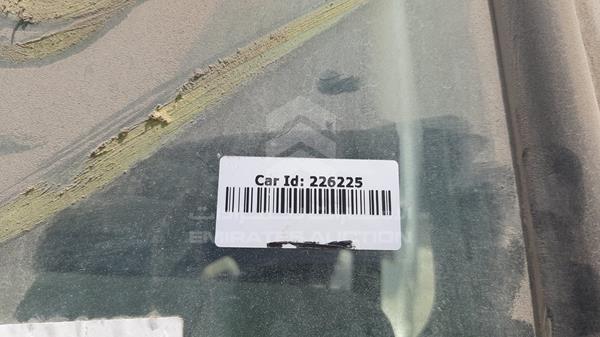 Car Id: 226225
EMIRATES AUCTION